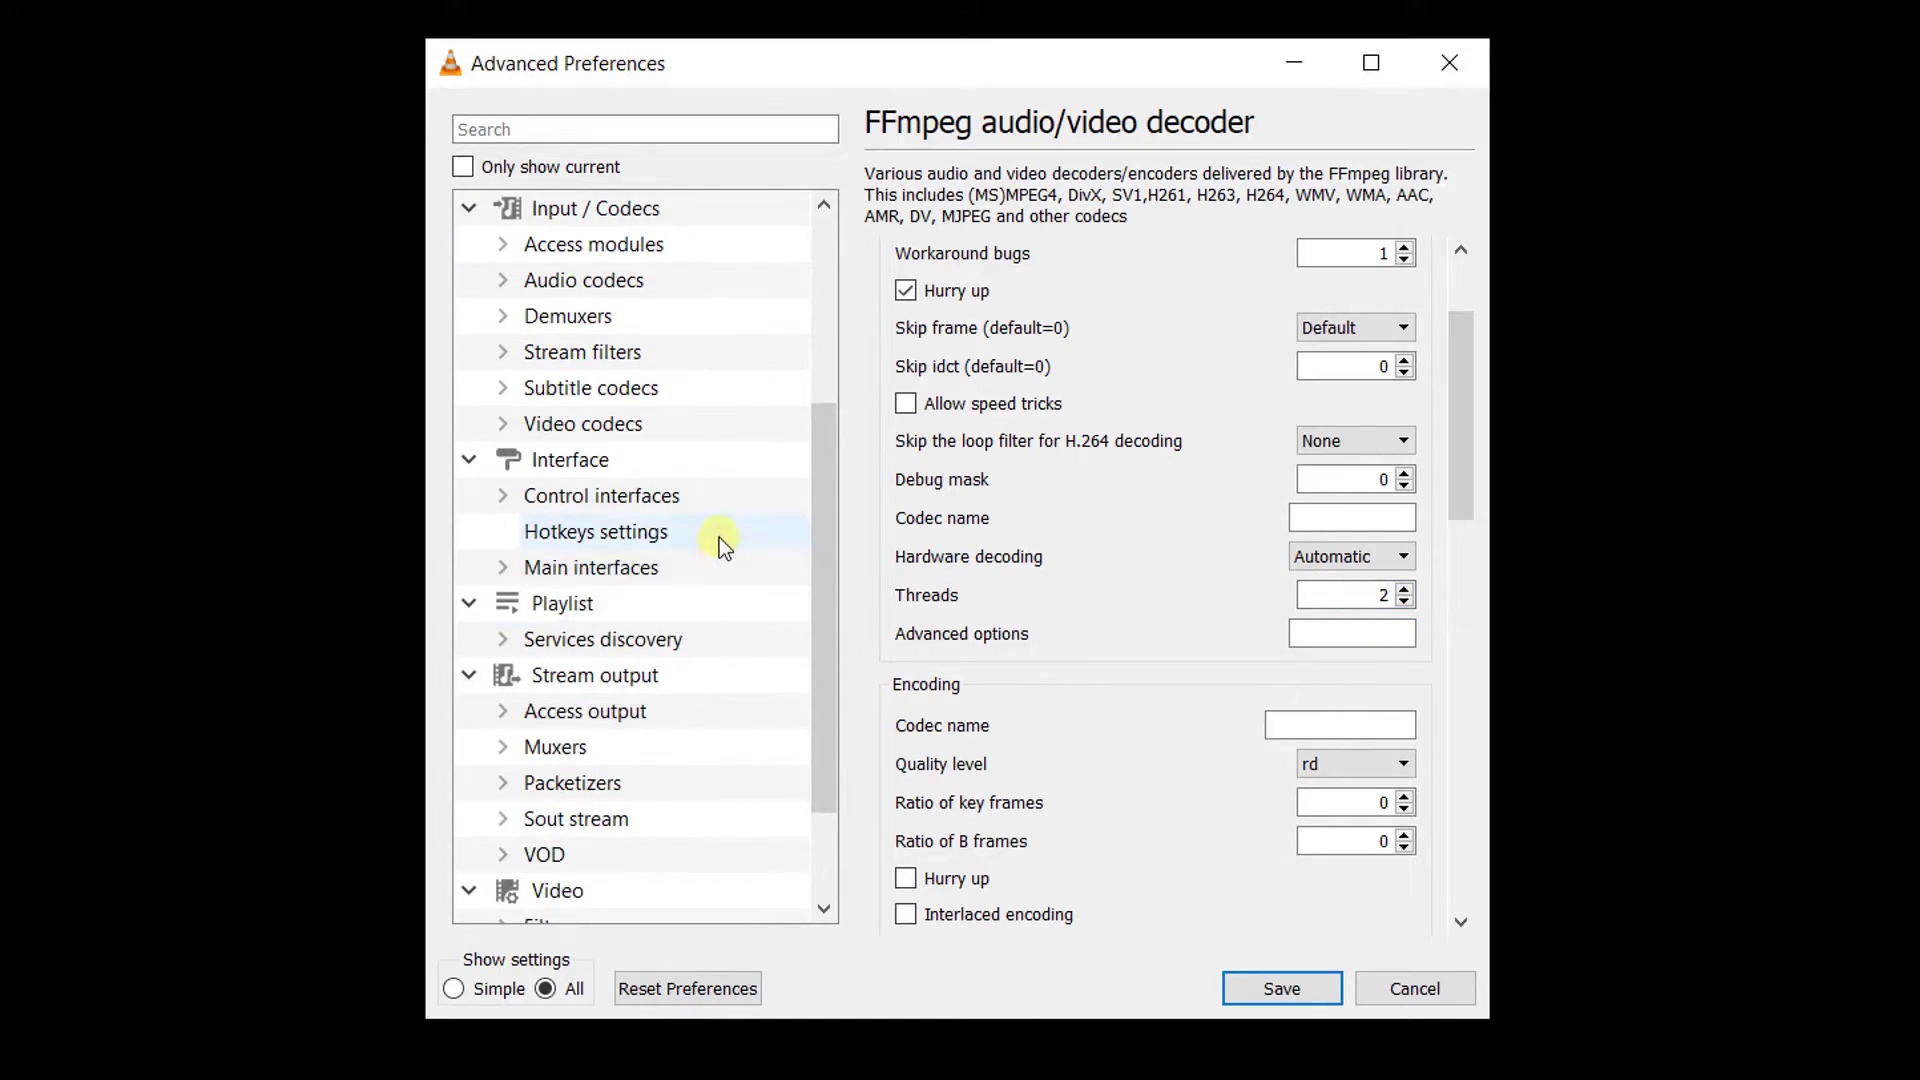 Advanced Preferences
Search
Only show current
Input / Codecs
Access modules
Audio codecs
Demuxers
Stream filters
Subtitle codecs
Video codecs
Interface
Control interfaces
Hotkeys settings
Main interfaces
Playlist
Services discovery
Stream output
Access output
Muxers
Packetizers
Sout stream
VOD
Video
Show settings
Simple
All
Reset Preferences
FFmpeg audio/video decoder
Various audio and video decoders/encoders delivered by the FFmpeg library.
This includes (MS)MPEG4, DivX, SV1,H261, H263, H264, WMV, WMA, AAC,
AMR, DV, MJPEG and other codecs
Workaround bugs 1
Hurry up
Skip frame (default=0) Default
Skip idct (default=0) 0
Allow speed tricks
Skip the loop filter for H.264 decoding None
Debug mask 0
Codec name
Hardware decoding Automatic
Threads 2
Advanced options
Encoding
Codec name
Quality level rd
Ratio of key frames 0
Ratio of B frames 0
Hurry up
Interlaced encoding
Save
Cancel